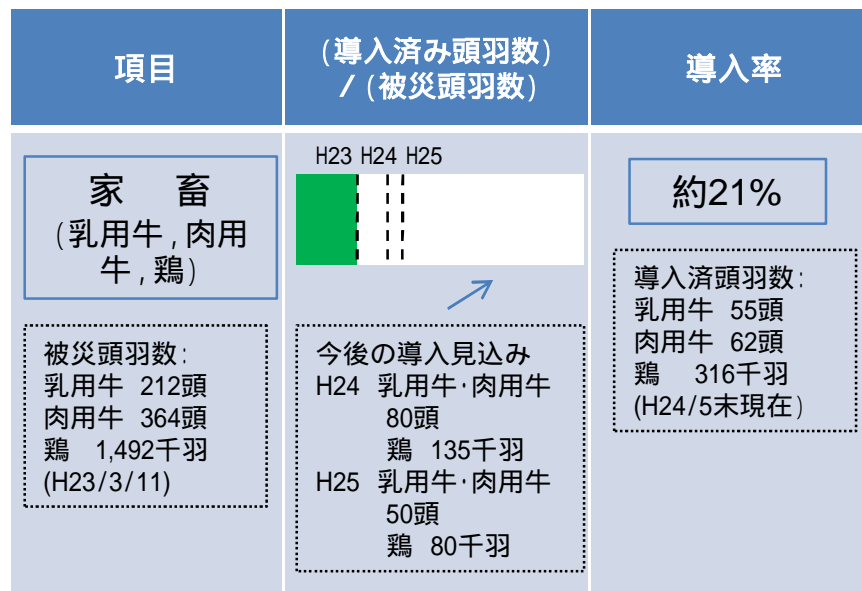 項目
(導入済み頭羽数)
/(被災頭羽数)
導入率
家　畜
(乳用牛,肉用
牛,鶏)
被災頭羽数:
乳用牛 212頭
肉用牛 364頭
鶏 1,492千羽
(H23/3/11)
H23 H24 H25
今後の導入見込み
H24 乳用牛・肉用牛
80頭
鶏 135千羽
H25 乳用牛・肉用牛
50頭
鶏 80千羽
約21%
導入済頭羽数:
乳用牛 55頭
肉用牛 62頭
鶏 316千羽
(H24/5末現在)